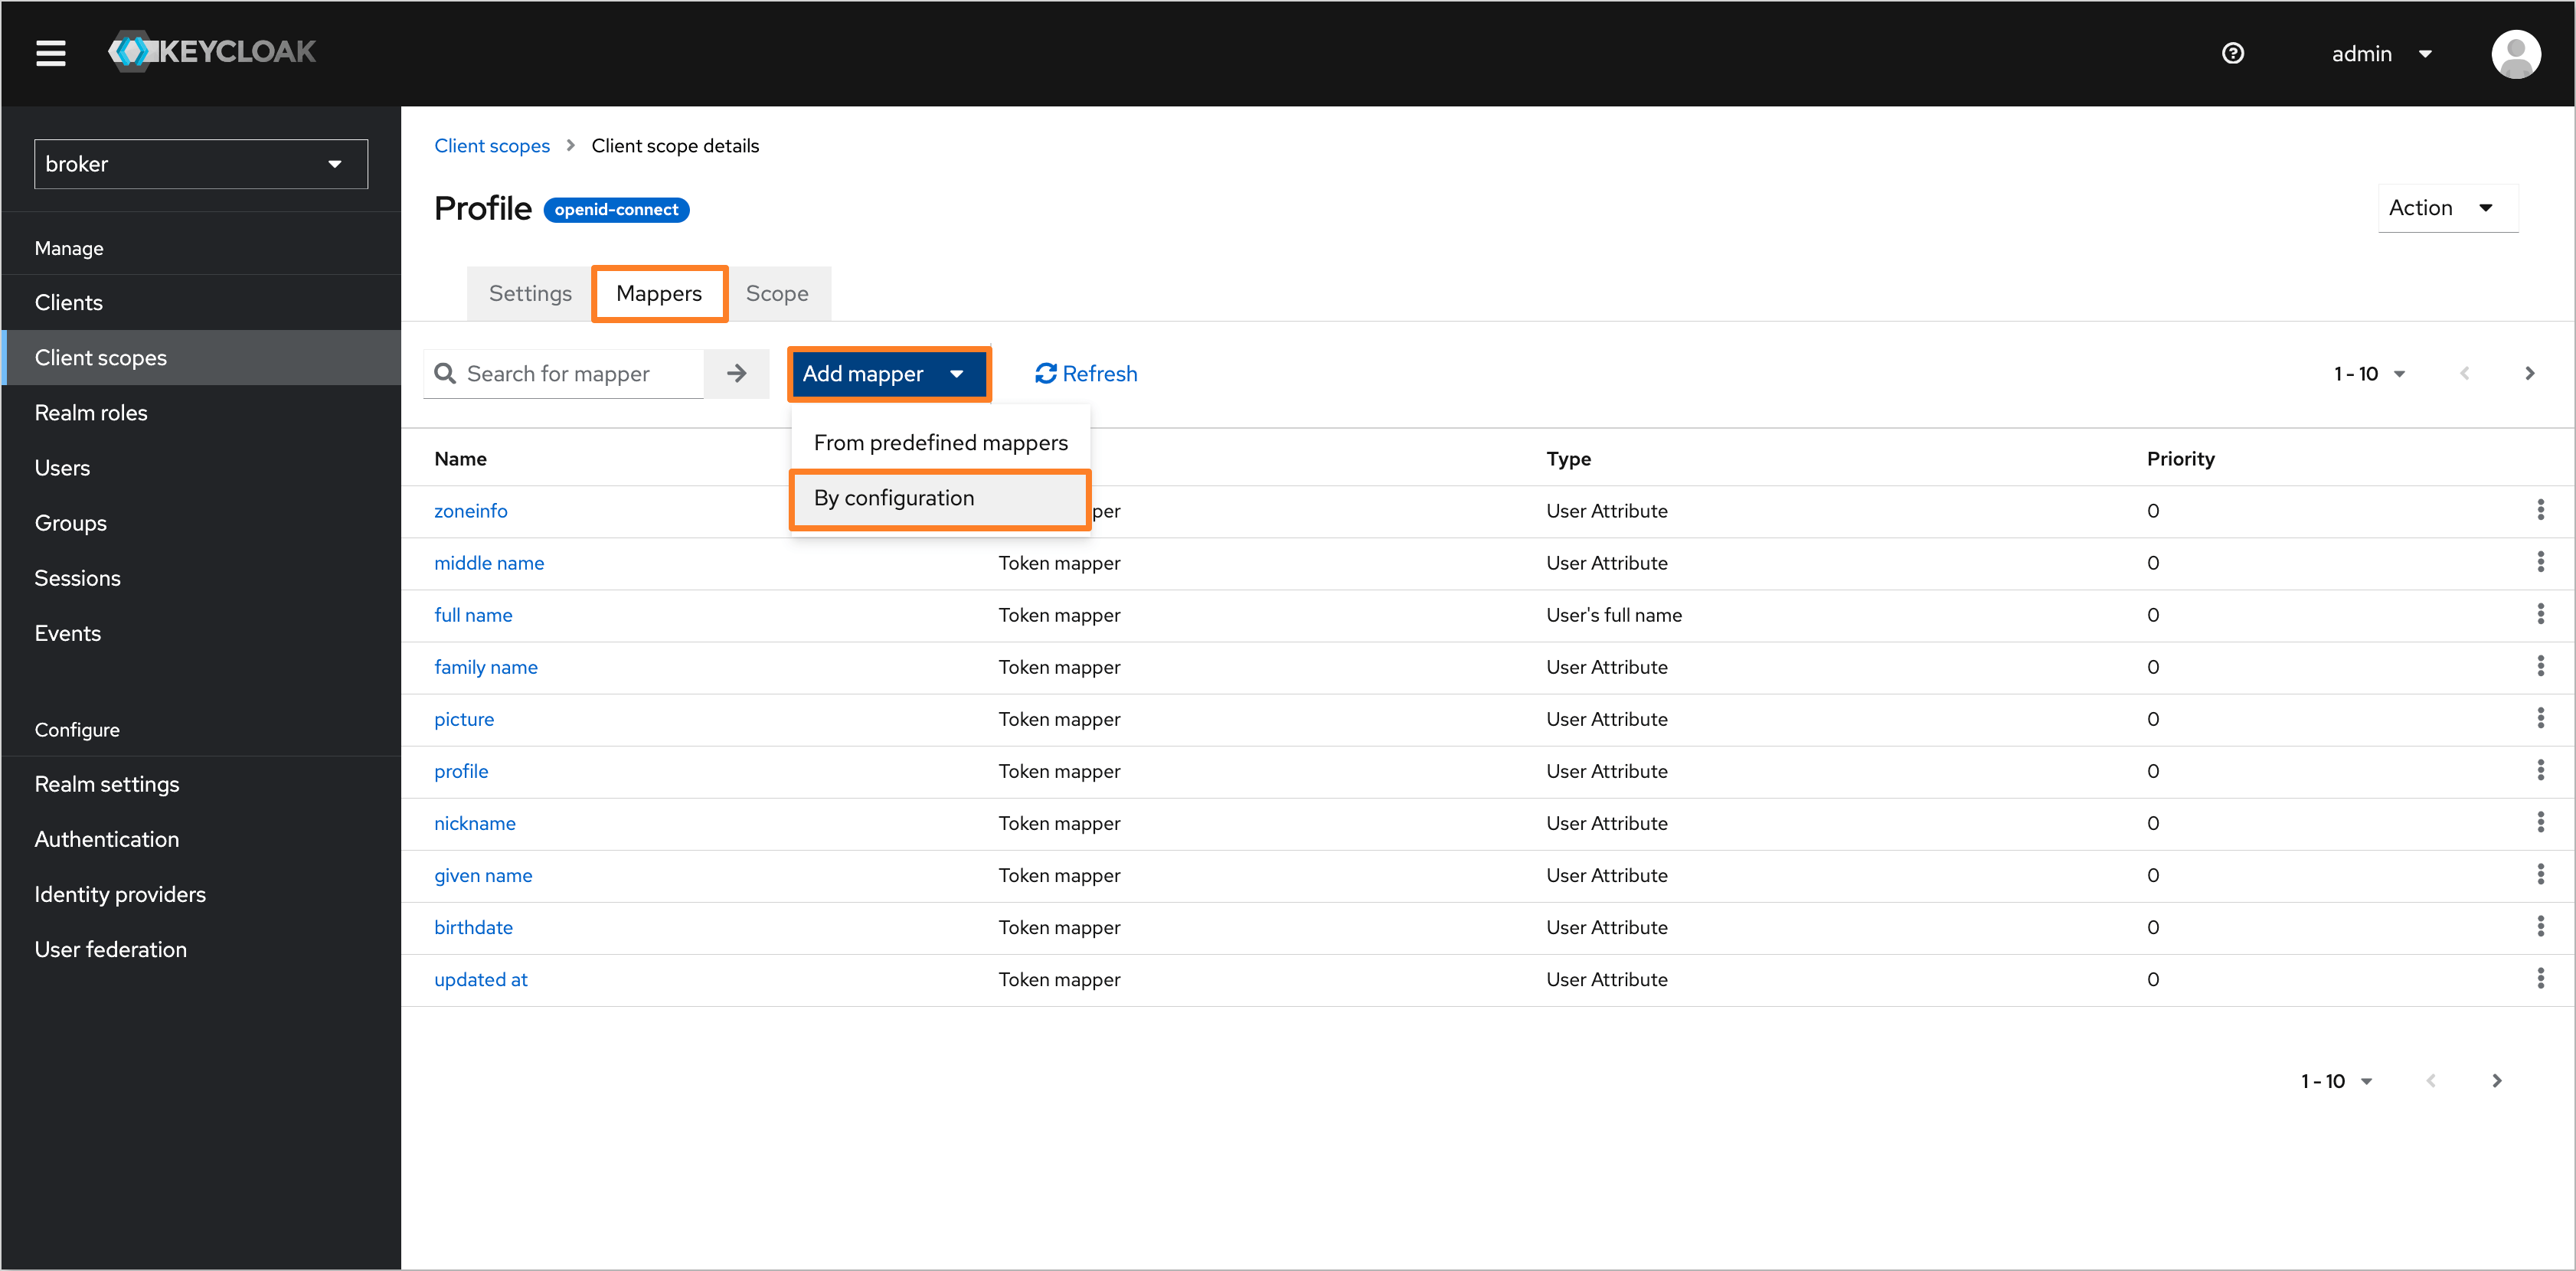 KEYCLOAK
admin
broker
Manage
Clients
Client scopes
Realm roles
Users
Groups
Sessions
Events
Configure
Realm settings
Authentication
Identity providers
User federation
Client scopes > Client scope details
Profile openid-connect
Action
Settings Mappers Scope
Search for mapper
Add mapper
Refresh
1 - 10
From predefined mappers
By configuration
Name Type Priority
zoneinfo per User Attribute 0
middle name Token mapper User Attribute 0
full name Token mapper User's full name 0
family name Token mapper User Attribute 0
picture Token mapper User Attribute 0
profile Token mapper User Attribute 0
nickname Token mapper User Attribute 0
given name Token mapper User Attribute 0
birthdate Token mapper User Attribute 0
updated at Token mapper User Attribute 0
1 - 10